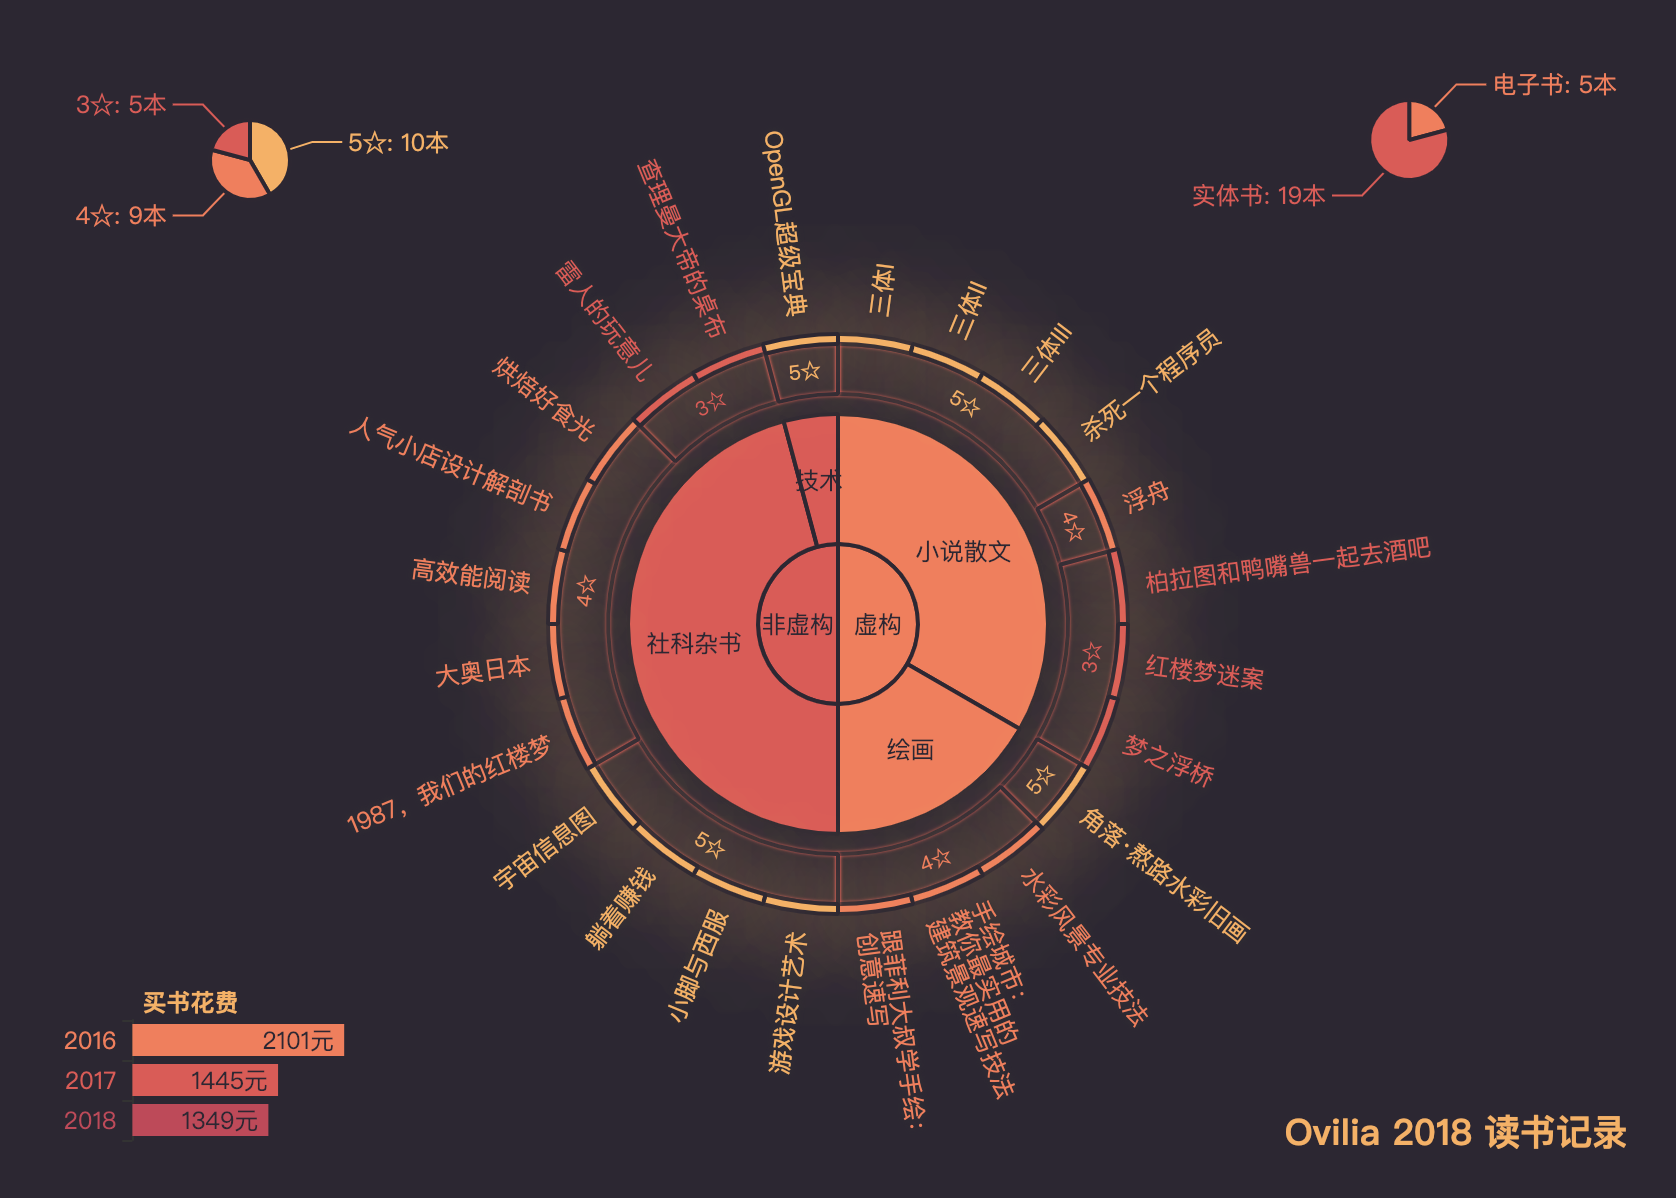 3☆: 5本
5☆: 10本
4☆: 9本
电子书: 5本
实体书: 19本
三体I
三体II
三体III
杀死一个程序员
浮舟
柏拉图和鸭嘴兽一起去酒吧
红楼梦迷案
梦之浮桥
角落·熬路水彩旧画
水彩风景专业技法
手绘城市:
教你最实用的
建筑景观速写技法
跟菲利大叔学手绘:
创意速写
游戏设计艺术
小脚与西服
躺着赚钱
宇宙信息图
1987，我们的红楼梦
大奥日本
高效能阅读
人气小店设计解剖书
烘焙好食光
雷人的玩意儿
查理曼大帝的桌布
OpenGL超级宝典
5☆
4☆
3☆
5☆
4☆
5☆
4☆
3☆
5☆
技术
小说散文
非虚构
虚构
社科杂书
绘画
买书花费
2016 2101元
2017 1445元
2018 1349元
Ovilia 2018 读书记录